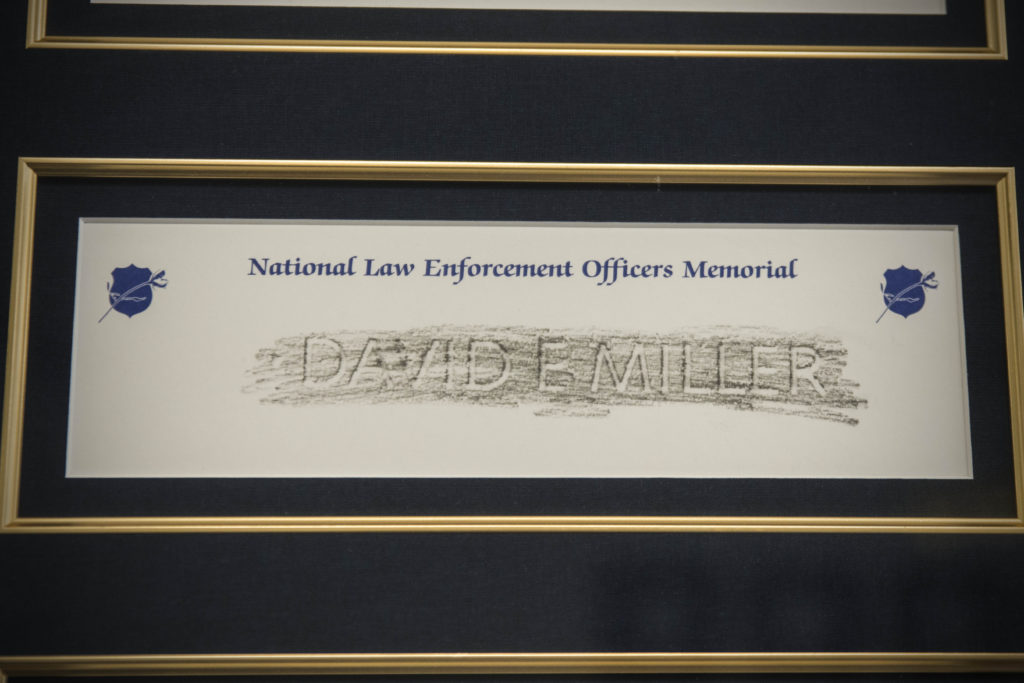 National Law Enforcement Officers Memorial
DAVID E MILLER